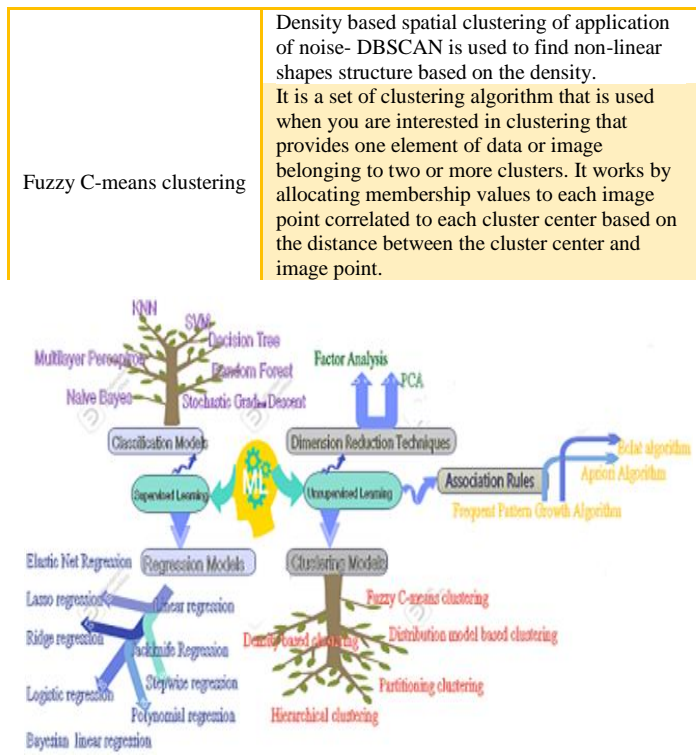 Density based spatial clustering of application
of noise- DBSCAN is used to find non-linear
shapes structure based on the density.
Fuzzy C-means clustering
It is a set of clustering algorithm that is used
when you are interested in clustering that
provides one element of data or image
belonging to two or more clusters. It works by
allocating membership values to each image
point correlated to each cluster center based on
the distance between the cluster center and
image point.
KNN
SVM
Decision Tree
Multilayer Perceptron
Random Forest
Naive Bayes
Stochastic Gradient Descent
Factor Analysis
PCA
Classification Models
Dimension Reduction Techniques
Eclat algorithm
Apriori Algorithm
Supervised Learning
ML
Unsupervised Learning
Association Rules
Frequent Pattern Growth Algorithm
Elastic Net Regression
Regression Models
Clustering Models
Lasso regression
Linear regression
Fuzzy C-means clustering
Ridge regression
Jackknife Regression
Density based clustering
Distribution model based clustering
Stepwise regression
Partitioning clustering
Logistic regression
Polynomial regression
Hierarchical clustering
Bayesian linear regression